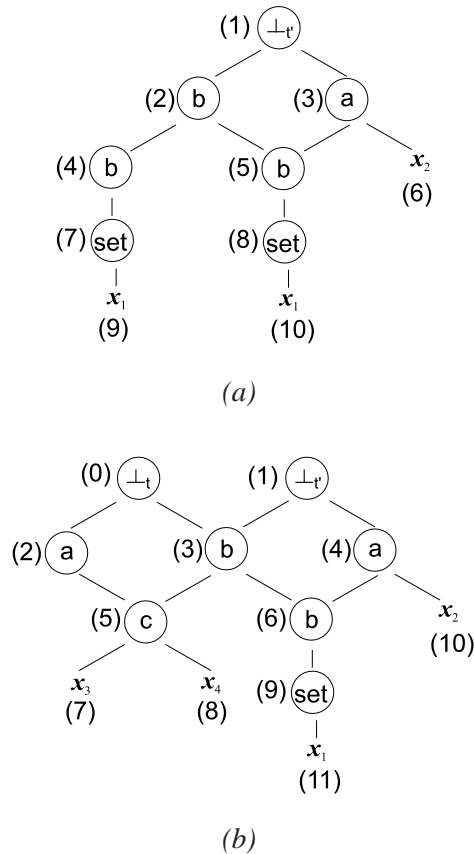 (1) ⊥t'
(2) b (3) a
(4) b (5) b x2
(6)
(7) set (8) set
x1 x1
(9) (10)
(a)
(0) ⊥t (1) ⊥t'
(2) a (3) b (4) a
(5) c (6) b x2
(10)
x3 x4 (9) set
(7) (8)
x1
(11)
(b)